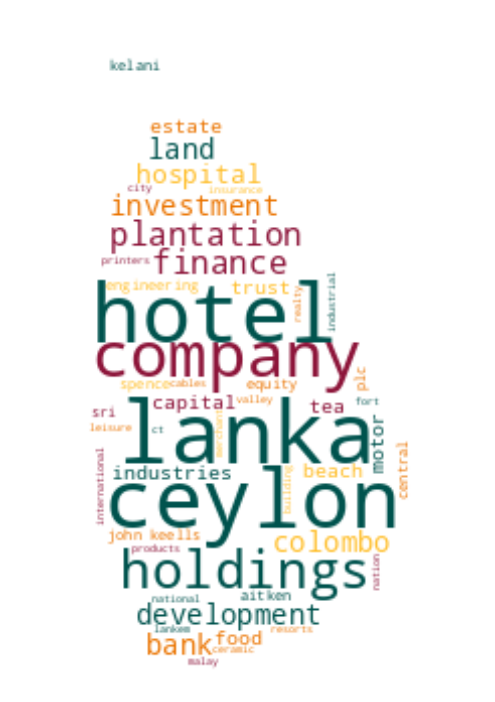 kelani
estate
land
hospital
city insurance
investment
plantation
printers finance
engineering trust realty industrial
hotel
company
spence cables equity plc
capital valley tea fort
sri
leisure ct merchant motor
lanka
international industries building beach central
ceylon
john keells colombo
products nation
holdings
national aitken
development
lankem resorts
bank food
ceramic
malay